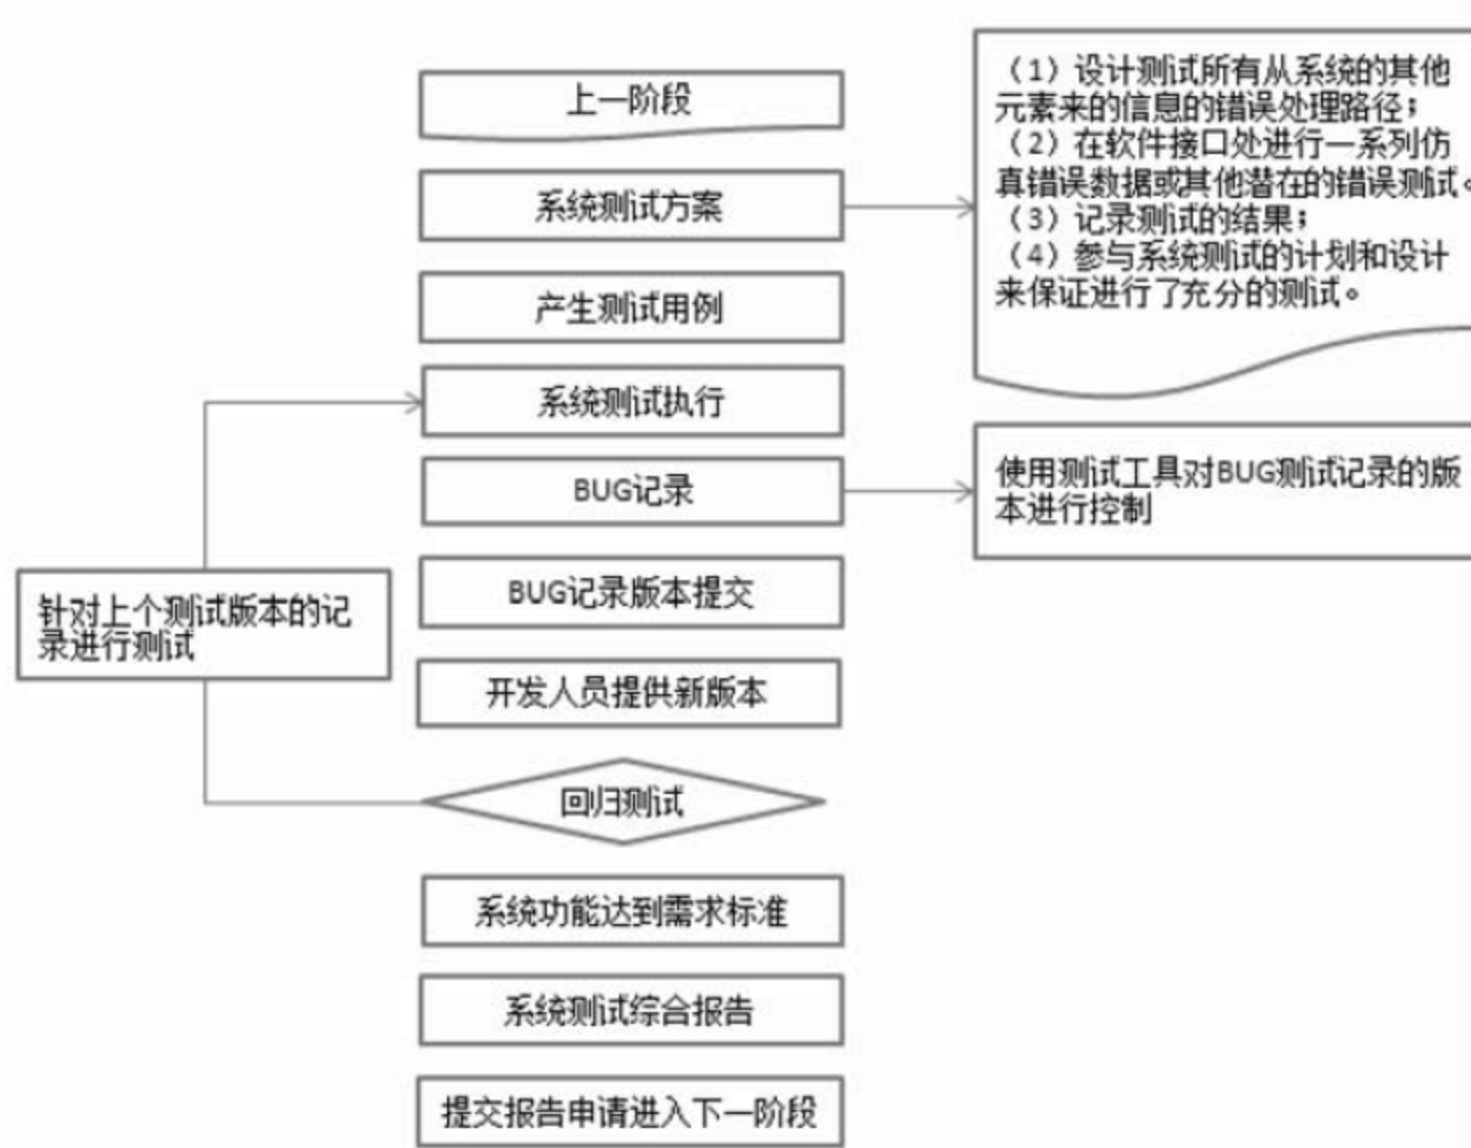 上一阶段
系统测试方案
产生测试用例
系统测试执行
BUG记录
BUG记录版本提交
开发人员提供新版本
回归测试
系统功能达到需求标准
系统测试综合报告
提交报告申请进入下一阶段
（1）设计测试所有从系统的其他
元素来的信息的错误处理路径；
（2）在软件接口处进行一系列仿
真错误数据或其他潜在的错误测试。
（3）记录测试的结果；
（4）参与系统测试的计划和设计
来保证进行了充分的测试。
使用测试工具对BUG测试记录的版
本进行控制
针对上个测试版本的记
录进行测试